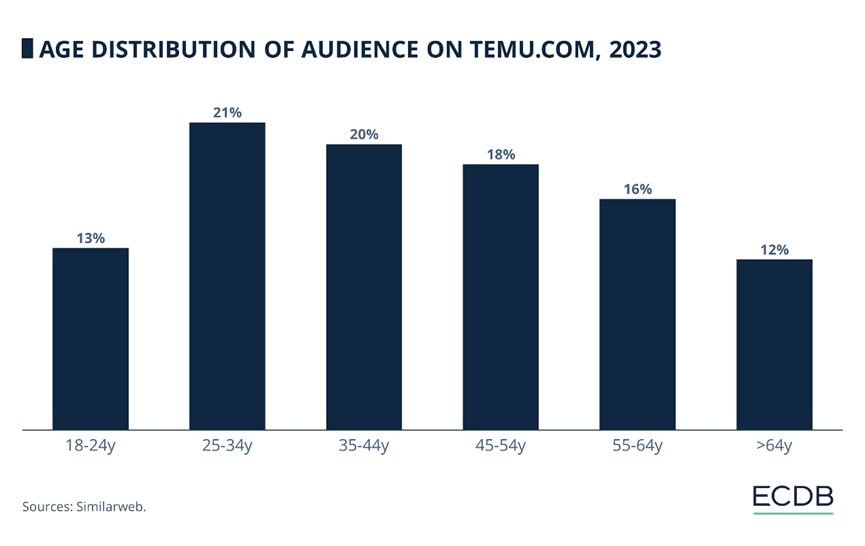 AGE DISTRIBUTION OF AUDIENCE ON TEMU.COM, 2023
21%
20%
18%
16%
13%
12%
18-24y
25-34y
35-44y
45-54y
55-64y
>64y
Sources: Similarweb.
ECDB